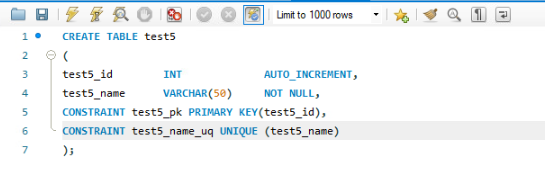 Limit to 1000 rows
1 CREATE TABLE test5
2 (
3 test5_id INT AUTO_INCREMENT,
4 test5_name VARCHAR(50) NOT NULL,
5 CONSTRAINT test5_pk PRIMARY KEY(test5_id),
6 CONSTRAINT test5_name_uq UNIQUE (test5_name)
7 );